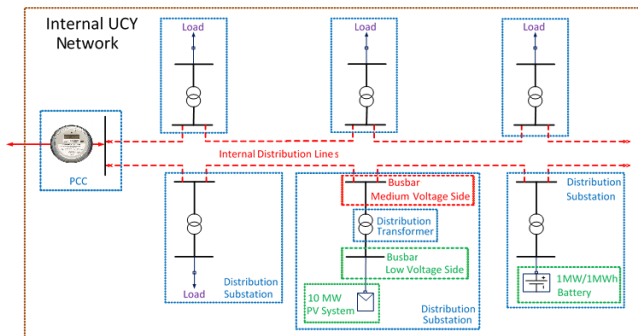 Internal UCY
Network
Load
Load
Load
PCC
Internal Distribution Lines
Load
Distribution
Substation
Busbar
Medium Voltage Side
Distribution
Transformer
Busbar
Low Voltage Side
10 MW
PV System
Distribution
Substation
Distribution
Substation
1MW/1MWh
Battery